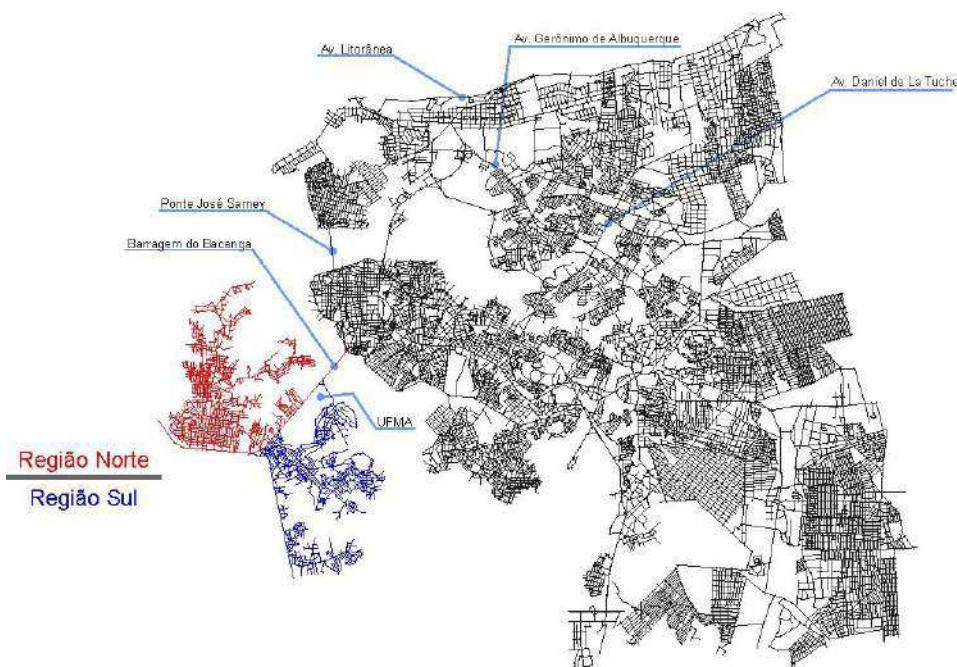 Av. Litorânea
Av. Gerônimo de Albuquerque
Av. Daniel de La Tuche
Ponte José Sarney
Barragem do Bacanga
UFMA
Região Norte
Região Sul